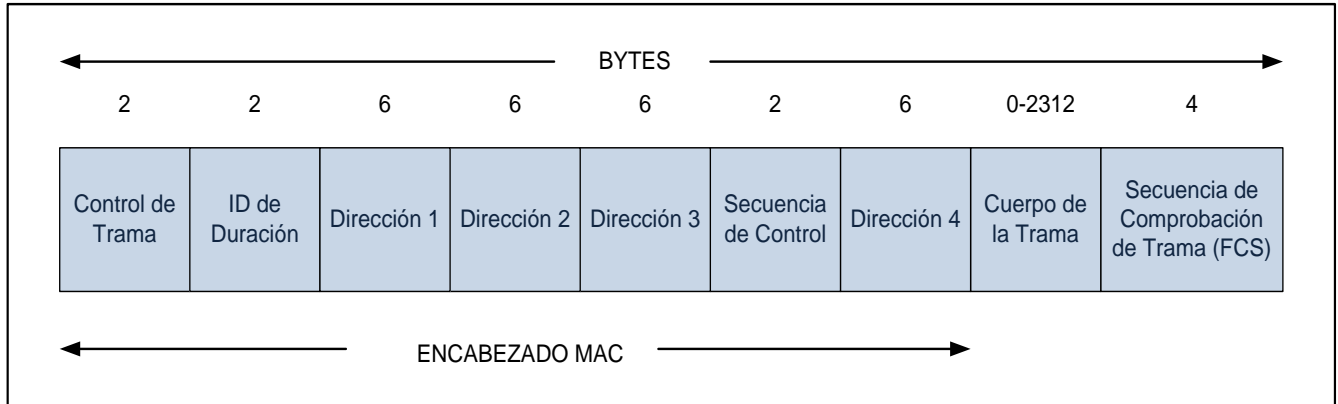 BYTES
2 2 6 6 6 2 6 0-2312 4
Control de
Trama
ID de
Duración
Dirección 1
Dirección 2
Dirección 3
Secuencia
de Control
Dirección 4
Cuerpo de
la Trama
Secuencia de
Comprobación
de Trama (FCS)
ENCABEZADO MAC